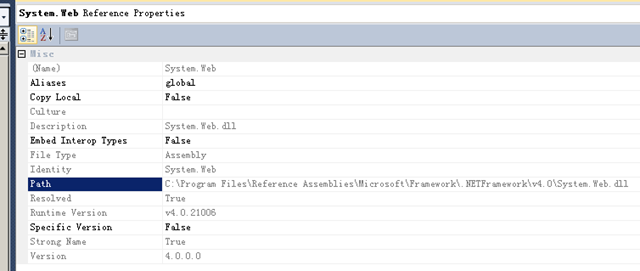 System.Web Reference Properties
Misc
(Name) System.Web
Aliases global
Copy Local False
Culture
Description System.Web.dll
Embed Interop Types False
File Type Assembly
Identity System.Web
Path C:\Program Files\Reference Assemblies\Microsoft\Framework\.NETFramework\v4.0\System.Web.dll
Resolved True
Runtime Version v4.0.21006
Specific Version False
Strong Name True
Version 4.0.0.0